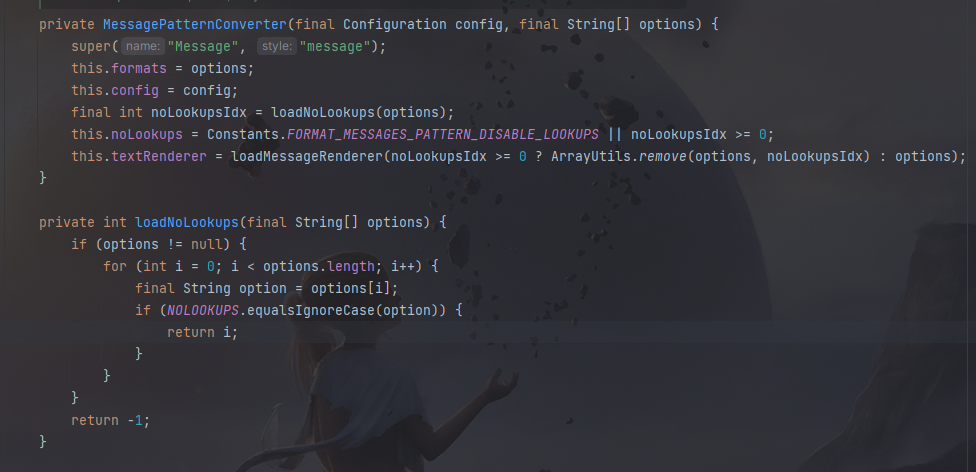 private MessagePatternConverter(final Configuration config, final String[] options) {
    super( name: "Message", style: "message");
    this.formats = options;
    this.config = config;
    final int noLookupsIdx = loadNoLookups(options);
    this.noLookups = Constants.FORMAT_MESSAGES_PATTERN_DISABLE_LOOKUPS || noLookupsIdx >= 0;
    this.textRenderer = loadMessageRenderer(noLookupsIdx >= 0 ? ArrayUtils.remove(options, noLookupsIdx) : options);
}

private int loadNoLookups(final String[] options) {
    if (options != null) {
        for (int i = 0; i < options.length; i++) {
            final String option = options[i];
            if (NOLOOKUPS.equalsIgnoreCase(option)) {
                return i;
            }
        }
    }
    return -1;
}